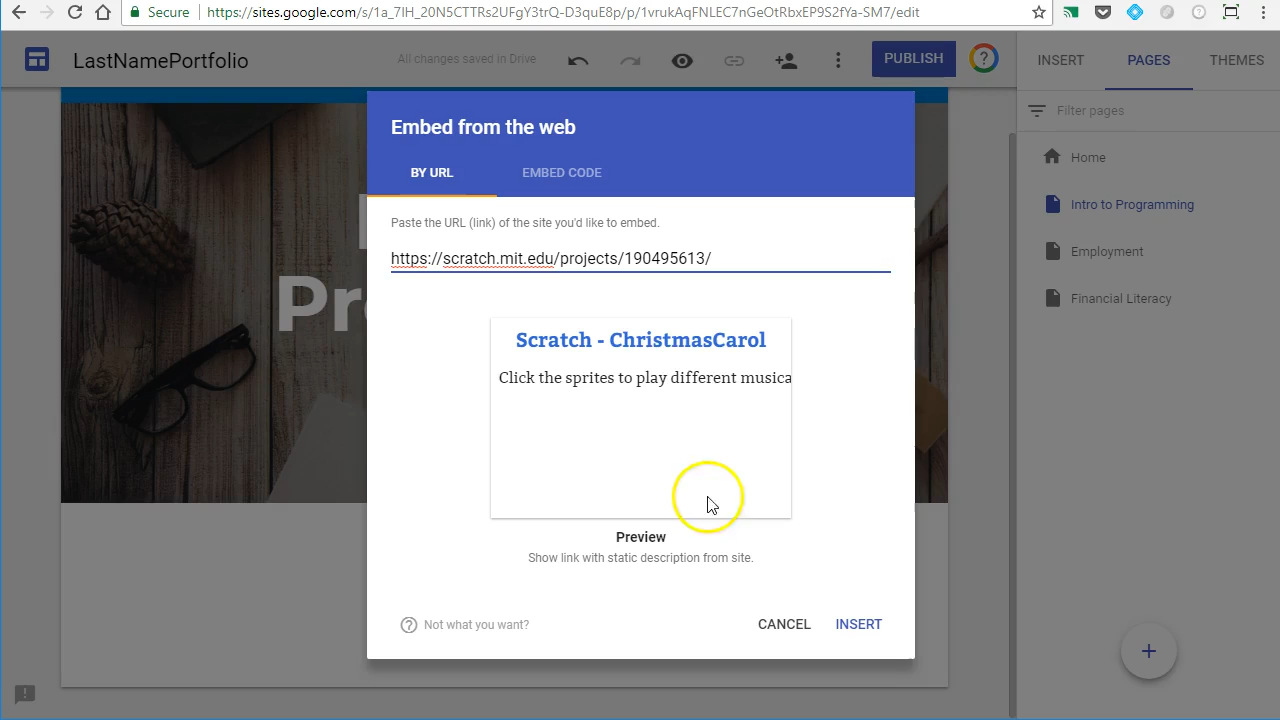 Secure
https://sites.google.com/s/1a_7lH_20N5CTTRs2UFgY3trQ-D3quE8p/p/1vrukAqFNLEC7nGeOtRbxEP9S2fYa-SM7/edit
LastNamePortfolio
All changes saved in Drive
PUBLISH
INSERT
PAGES
THEMES
Filter pages
Home
Intro to Programming
Employment
Financial Literacy
Embed from the web
BY URL
EMBED CODE
Paste the URL (link) of the site you'd like to embed.
https://scratch.mit.edu/projects/190495613/
Scratch - ChristmasCarol
Click the sprites to play different musica
Preview
Show link with static description from site.
Not what you want?
CANCEL
INSERT